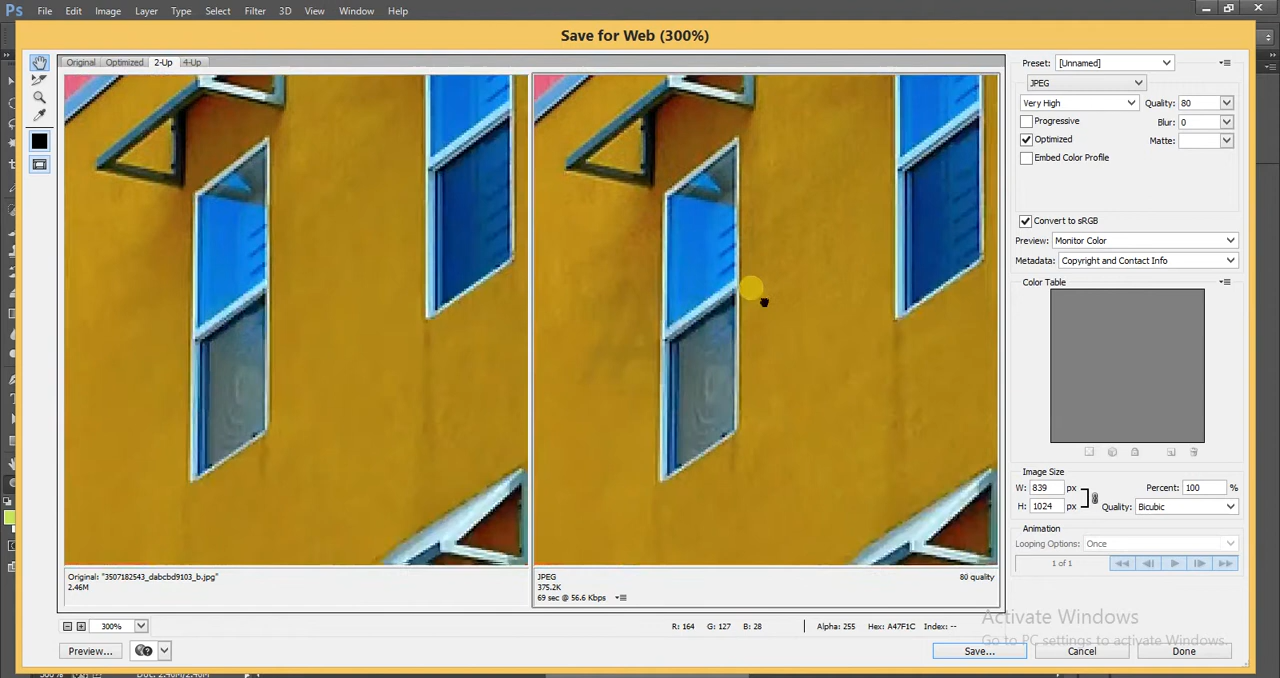 Ps File Edit Image Layer Type Select Filter 3D View Window Help
Save for Web (300%)
Original Optimized 2-Up 4-Up
Preset: [Unnamed]
JPEG
Very High Quality: 80
Progressive Blur: 0
Optimized Matte:
Embed Color Profile
Convert to sRGB
Preview: Monitor Color
Metadata: Copyright and Contact Info
Color Table
Image Size
W: 839 px Percent: 100 %
H: 1024 px Quality: Bicubic
Animation
Looping Options: Once
1 of 1
Original: "3507182543_dabcbd9103_b.jpg"
2.46M
JPEG 80 quality
375.2K
69 sec @ 56.6 Kbps
300% R: 164 G: 127 B: 28 Alpha: 255 Hex: A47F1C Index: --
Activate Windows
Go to PC settings to activate Windows.
Preview... Save... Cancel Done